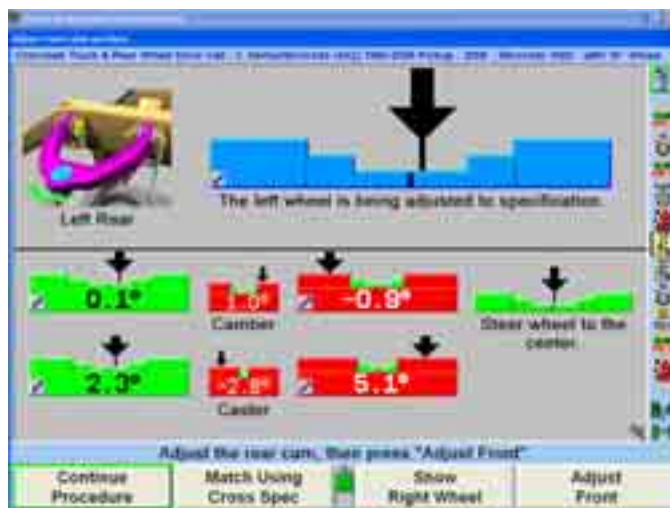 Left Rear
The left wheel is being adjusted to specification.
0.1°
1.0°
-0.9°
Camber
Steer wheel to the
center.
2.3°
-2.8°
5.1°
Caster
Adjust the rear cam, then press "Adjust Front"
Continue
Procedure
Match Using
Cross Spec
Show
Right Wheel
Adjust
Front